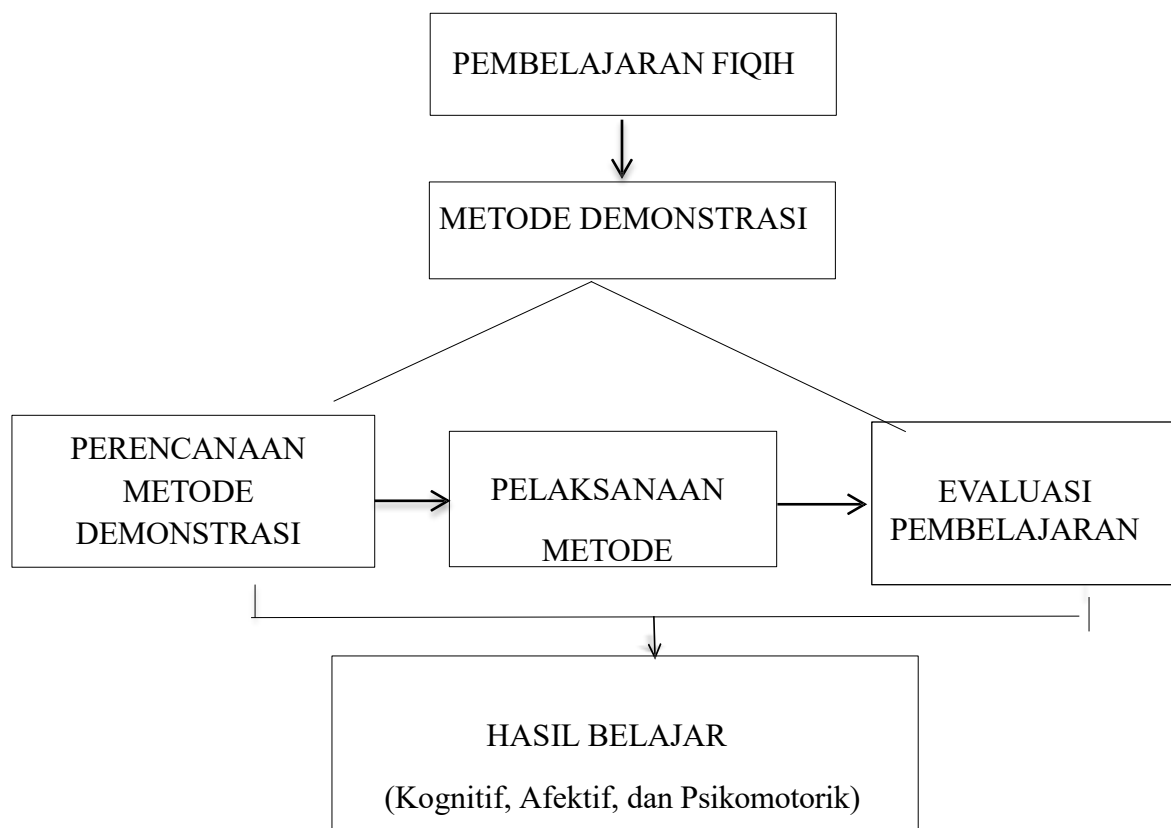 PEMBELAJARAN FIQIH
METODE DEMONSTRASI
PERENCANAAN
METODE
DEMONSTRASI
PELAKSANAAN
METODE
EVALUASI
PEMBELAJARAN
HASIL BELAJAR
(Kognitif, Afektif, dan Psikomotorik)